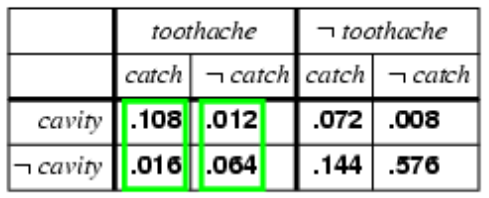 toothache ¬ toothache
catch ¬ catch catch ¬ catch
cavity .108 .012 .072 .008
¬ cavity .016 .064 .144 .576